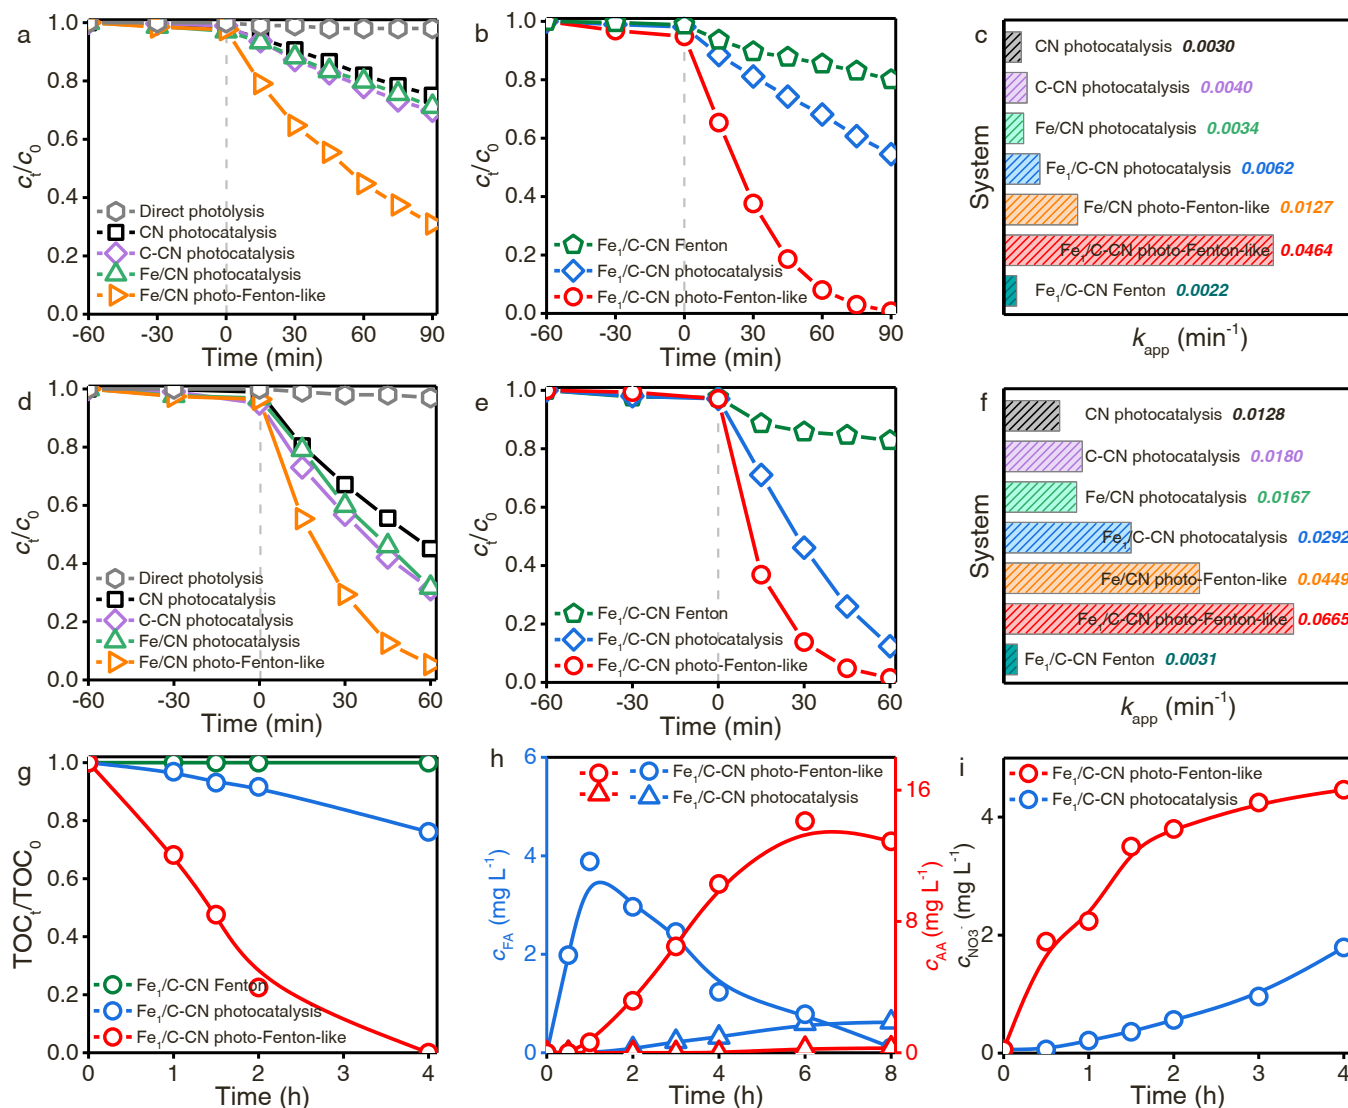 a
1.0
0.8
0.6
0.4
0.2
0.0
cₜ/c₀
Direct photolysis
CN photocatalysis
C-CN photocatalysis
Fe/CN photocatalysis
Fe/CN photo-Fenton-like
-60 -30 0 30 60 90
Time (min)
b
1.0
0.8
0.6
0.4
0.2
0.0
cₜ/c₀
Fe₁/C-CN Fenton
Fe₁/C-CN photocatalysis
Fe₁/C-CN photo-Fenton-like
-60 -30 0 30 60 90
Time (min)
c
System
CN photocatalysis 0.0030
C-CN photocatalysis 0.0040
Fe/CN photocatalysis 0.0034
Fe₁/C-CN photocatalysis 0.0062
Fe/CN photo-Fenton-like 0.0127
Fe₁/C-CN photo-Fenton-like 0.0464
Fe₁/C-CN Fenton 0.0022
k_app (min⁻¹)
d
1.0
0.8
0.6
0.4
0.2
0.0
cₜ/c₀
Direct photolysis
CN photocatalysis
C-CN photocatalysis
Fe/CN photocatalysis
Fe/CN photo-Fenton-like
-60 -30 0 30 60
Time (min)
e
1.0
0.8
0.6
0.4
0.2
0.0
cₜ/c₀
Fe₁/C-CN Fenton
Fe₁/C-CN photocatalysis
Fe₁/C-CN photo-Fenton-like
-60 -30 0 30 60
Time (min)
f
System
CN photocatalysis 0.0128
C-CN photocatalysis 0.0180
Fe/CN photocatalysis 0.0167
Fe₁/C-CN photocatalysis 0.0292
Fe/CN photo-Fenton-like 0.0449
Fe₁/C-CN photo-Fenton-like 0.0665
Fe₁/C-CN Fenton 0.0031
k_app (min⁻¹)
g
1.0
0.8
0.6
0.4
0.2
0.0
TOCₜ/TOC₀
Fe₁/C-CN Fenton
Fe₁/C-CN photocatalysis
Fe₁/C-CN photo-Fenton-like
0 1 2 4
Time (h)
h
6
4
2
0
c_FA (mg L⁻¹)
Fe₁/C-CN photo-Fenton-like
Fe₁/C-CN photocatalysis
16
8
0
c_AA (mg L⁻¹)
0 2 4 6 8
Time (h)
i
4
2
0
c_NO3⁻ (mg L⁻¹)
Fe₁/C-CN photo-Fenton-like
Fe₁/C-CN photocatalysis
0 1 2 3 4
Time (h)